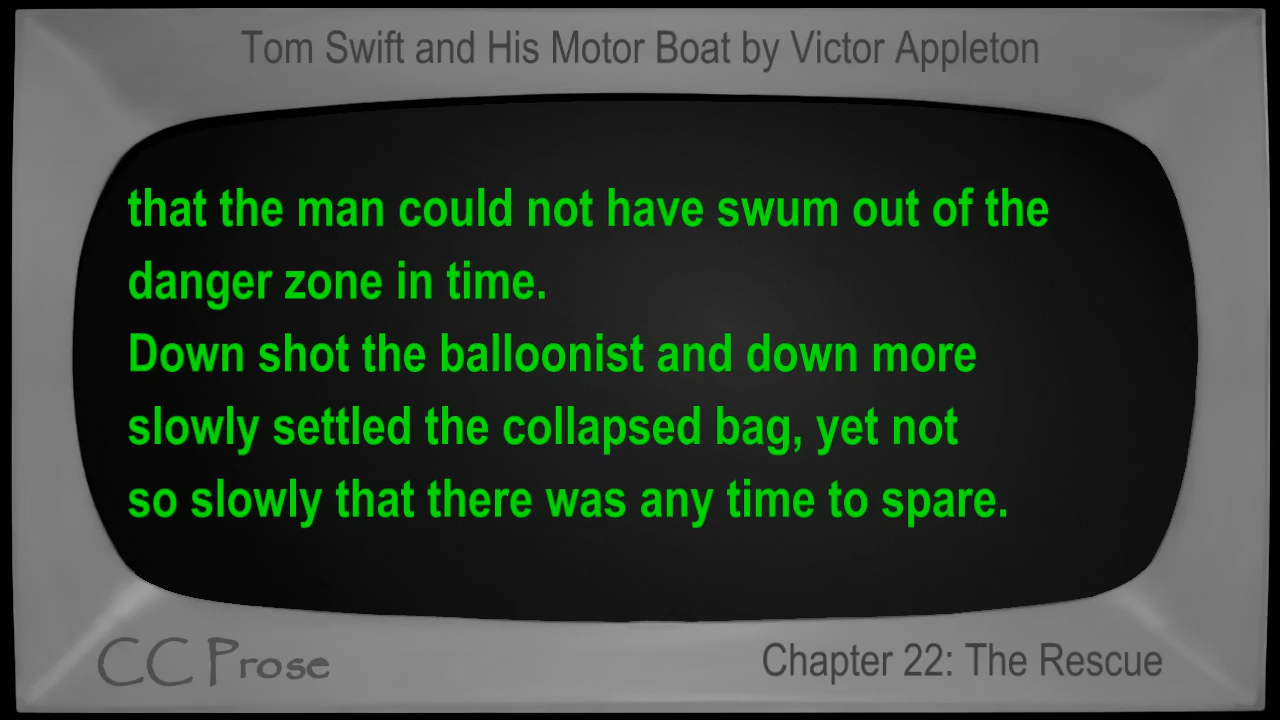 Tom Swift and His Motor Boat by Victor Appleton
that the man could not have swum out of the
danger zone in time.
Down shot the balloonist and down more
slowly settled the collapsed bag, yet not
so slowly that there was any time to spare.
CC Prose
Chapter 22: The Rescue